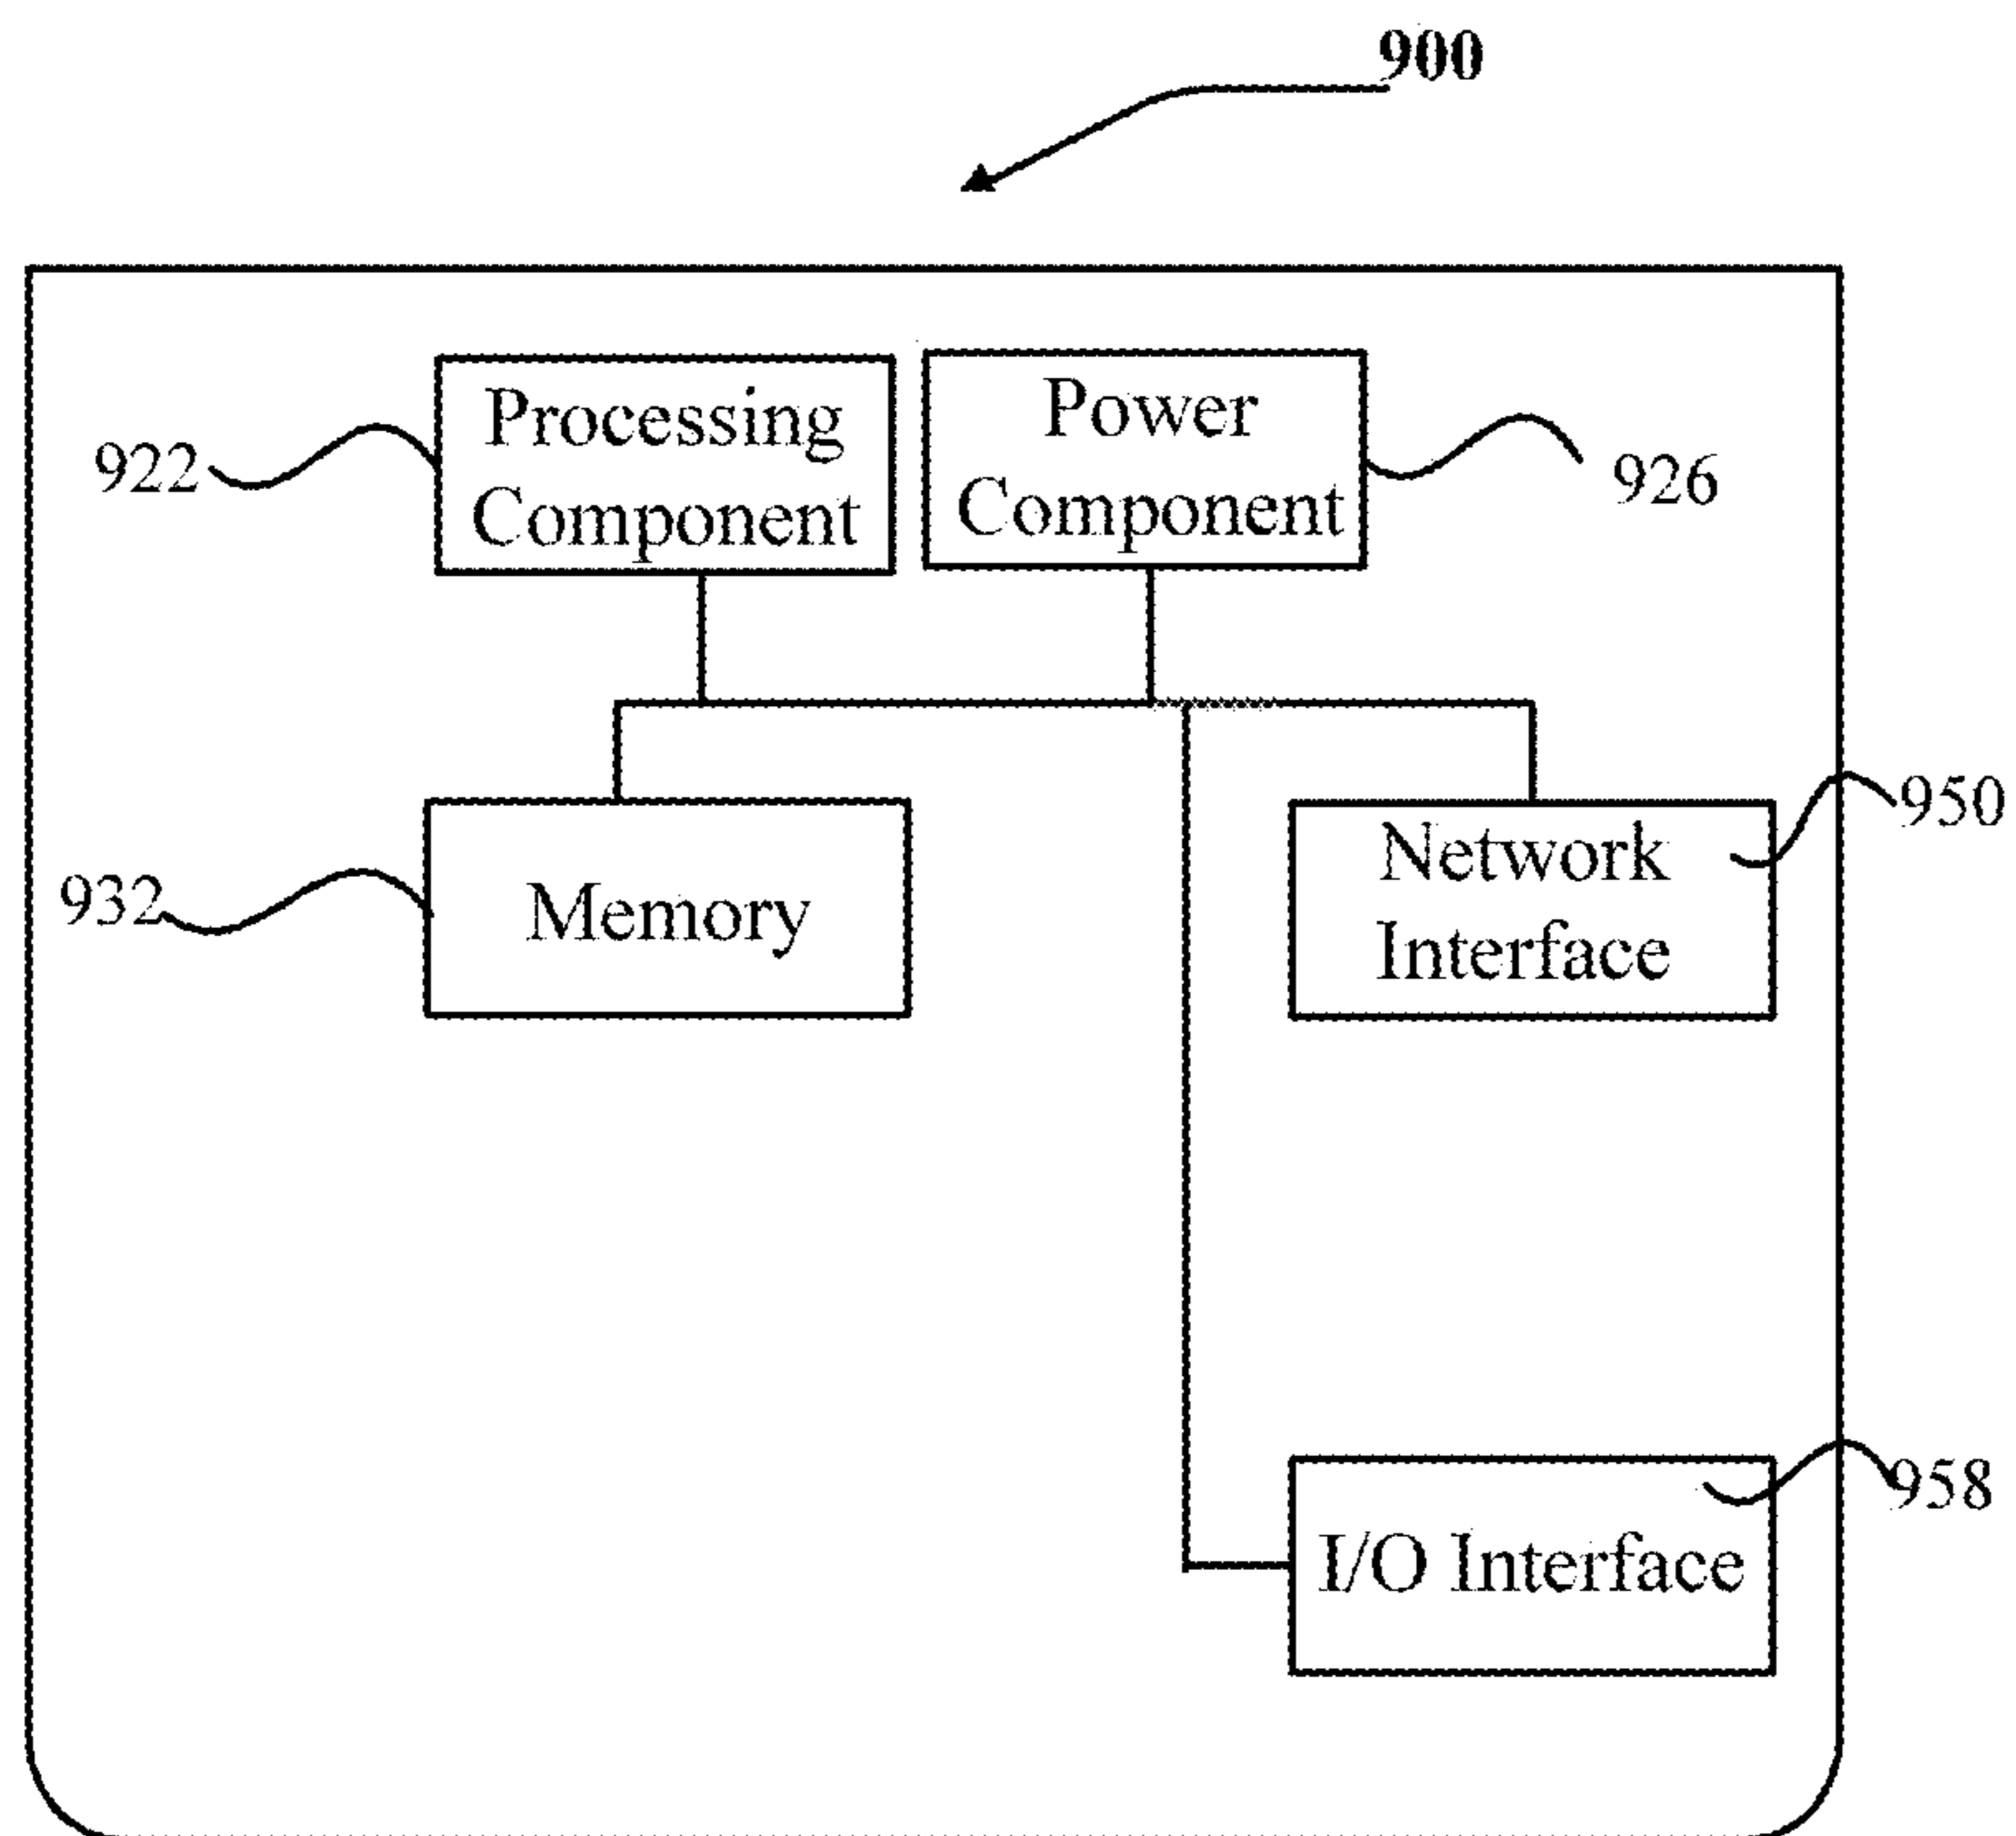 900
Processing
Component
922
Power
Component
926
Memory
932
Network
Interface
950
I/O Interface
958